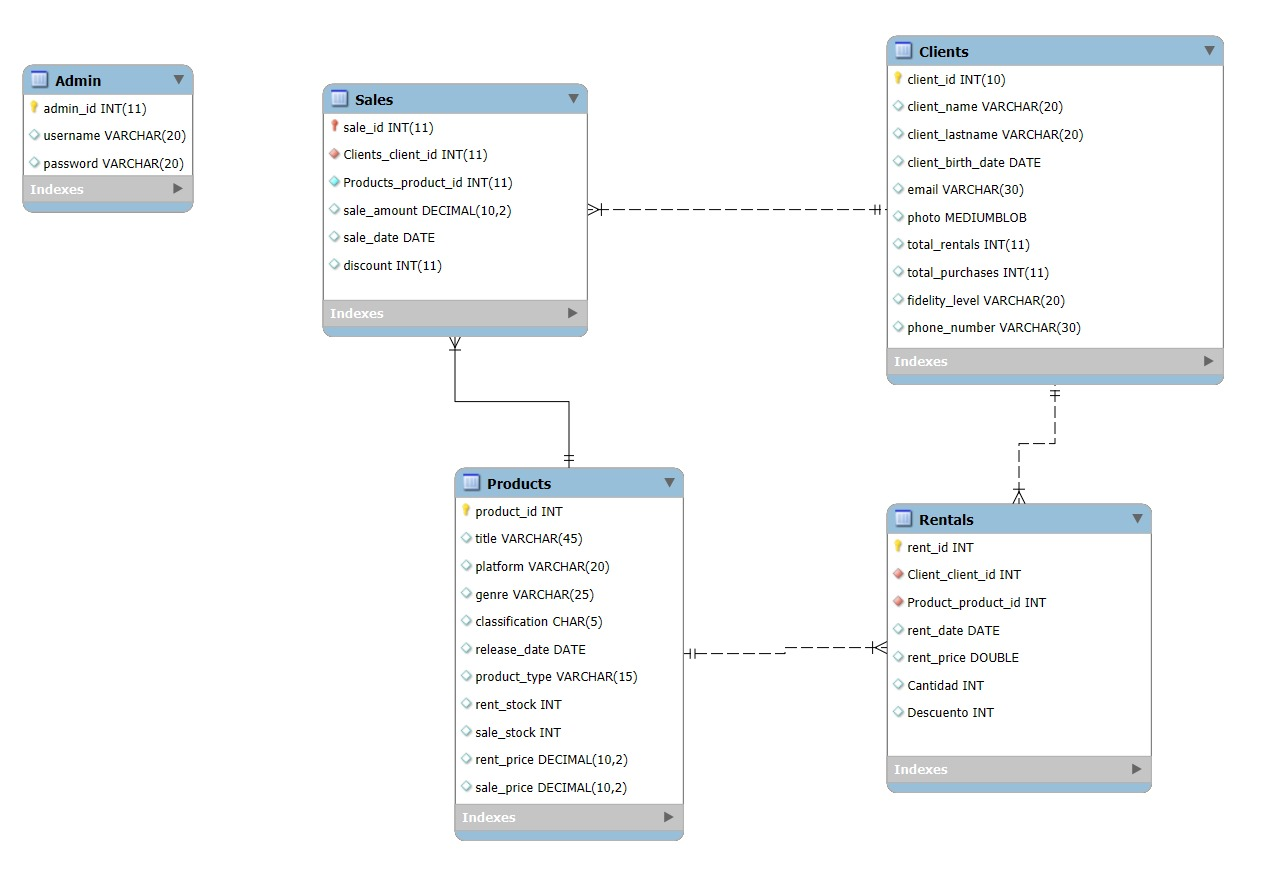 Admin
admin_id INT(11)
username VARCHAR(20)
password VARCHAR(20)
Indexes
Sales
sale_id INT(11)
Clients_client_id INT(11)
Products_product_id INT(11)
sale_amount DECIMAL(10,2)
sale_date DATE
discount INT(11)
Indexes
Clients
client_id INT(10)
client_name VARCHAR(20)
client_lastname VARCHAR(20)
client_birth_date DATE
email VARCHAR(30)
photo MEDIUMBLOB
total_rentals INT(11)
total_purchases INT(11)
fidelity_level VARCHAR(20)
phone_number VARCHAR(30)
Indexes
Products
product_id INT
title VARCHAR(45)
platform VARCHAR(20)
genre VARCHAR(25)
classification CHAR(5)
release_date DATE
product_type VARCHAR(15)
rent_stock INT
sale_stock INT
rent_price DECIMAL(10,2)
sale_price DECIMAL(10,2)
Indexes
Rentals
rent_id INT
Client_client_id INT
Product_product_id INT
rent_date DATE
rent_price DOUBLE
Cantidad INT
Descuento INT
Indexes